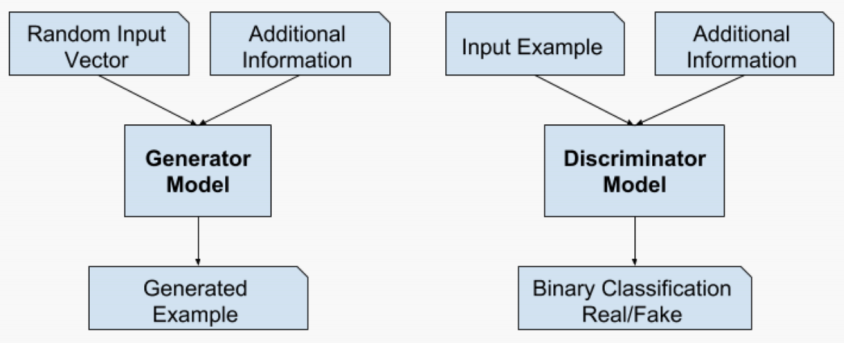 Random Input
Vector
Additional
Information
Input Example
Additional
Information
Generator
Model
Discriminator
Model
Generated
Example
Binary Classification
Real/Fake